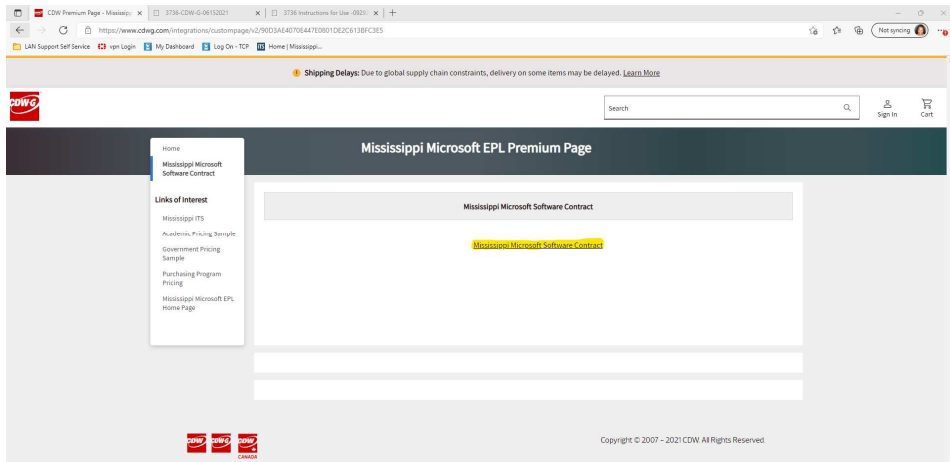 CDW Premium Page - Mississip
3736-CDW-G-06152021
3736 Instructions for Use -0929
https://www.cdwg.com/integrations/custompage/v2/90D3AE4070E447E0801DE2C613BFC3E5
Not syncing
LAN Support Self Service
vpn Login
My Dashboard
Log On - TCP
ITS
Home | Mississippi...
Shipping Delays: Due to global supply chain constraints, delivery on some items may be delayed. Learn More
CDW·G
Search
Sign In
Cart
Mississippi Microsoft EPL Premium Page
Home
Mississippi Microsoft
Software Contract
Links of Interest
Mississippi ITS
Academic Pricing Sample
Government Pricing
Sample
Purchasing Program
Pricing
Mississippi Microsoft EPL
Home Page
Mississippi Microsoft Software Contract
Mississippi Microsoft Software Contract
CDW
CDW·G
CDW
CANADA
Copyright © 2007 – 2021 CDW. All Rights Reserved.